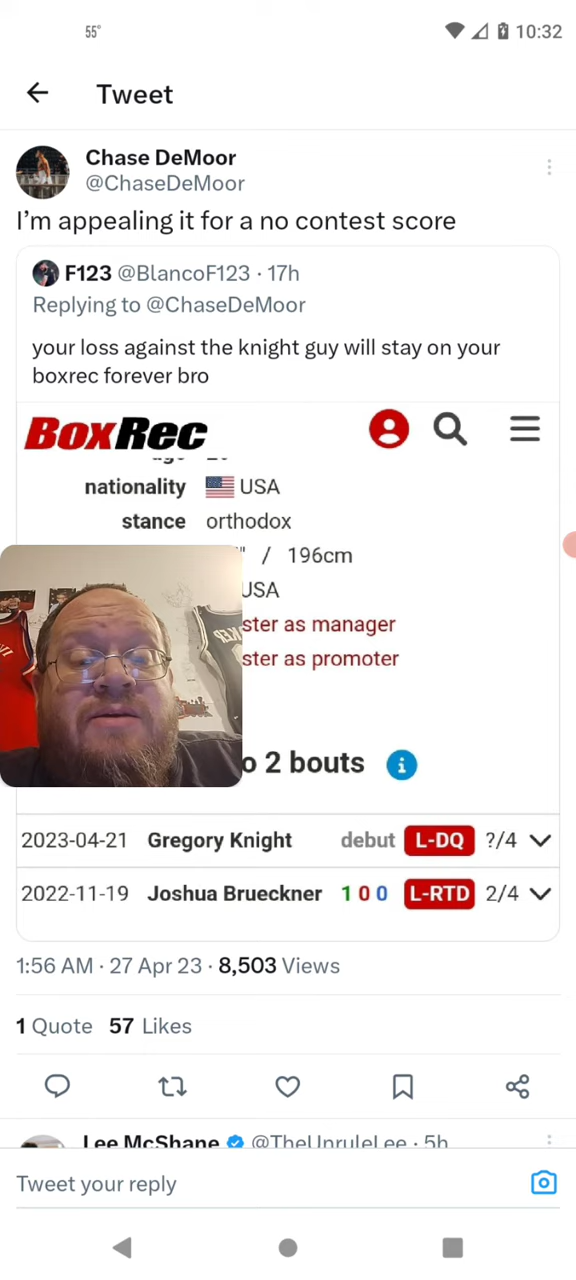 55°
10:32
Tweet
Chase DeMoor
@ChaseDeMoor
I'm appealing it for a no contest score
F123 @BlancoF123 · 17h
Replying to @ChaseDeMoor
your loss against the knight guy will stay on your
boxrec forever bro
BoxRec
nationality USA
stance orthodox
/ 196cm
USA
ster as manager
ster as promoter
o 2 bouts
2023-04-21 Gregory Knight debut L-DQ ?/4
2022-11-19 Joshua Brueckner 1 0 0 L-RTD 2/4
1:56 AM · 27 Apr 23 · 8,503 Views
1 Quote 57 Likes
Lee McShane @TheUnruleLee · 5h
Tweet your reply